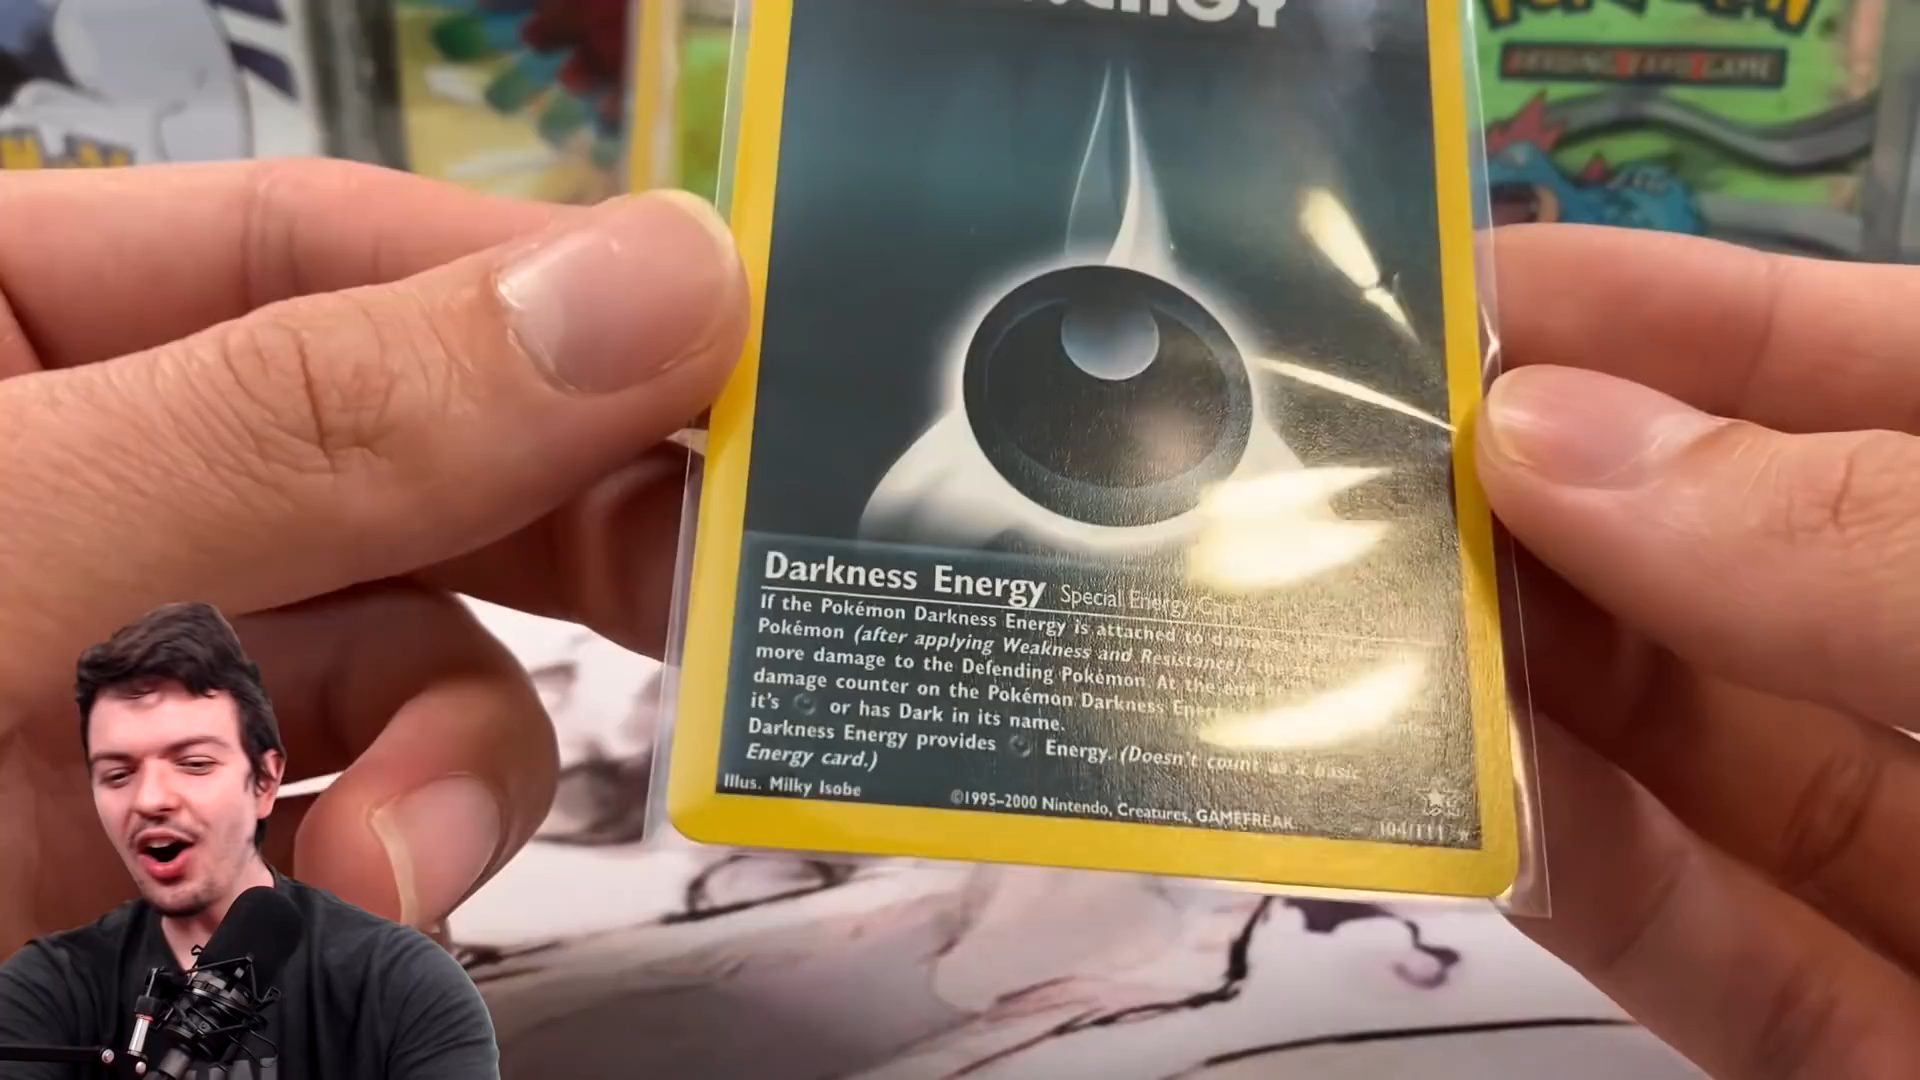 TRADING CARD GAME
Darkness Energy Special Energy Card
If the Pokémon Darkness Energy is attached to
Pokémon (after applying Weakness and Resistance),
more damage to the Defending Pokémon. At the end
damage counter on the Pokémon Darkness
it's or has Dark in its name.
Darkness Energy provides Energy. (Doesn't count as a basic
Energy card.)
Illus. Milky Isobe
©1995–2000 Nintendo, Creatures, GAMEFREAK.
104/111